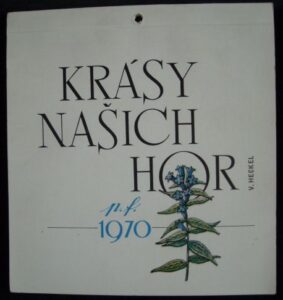 KRÁSY
NAŠICH
HOR
V. HECKEL
p.f.
1970